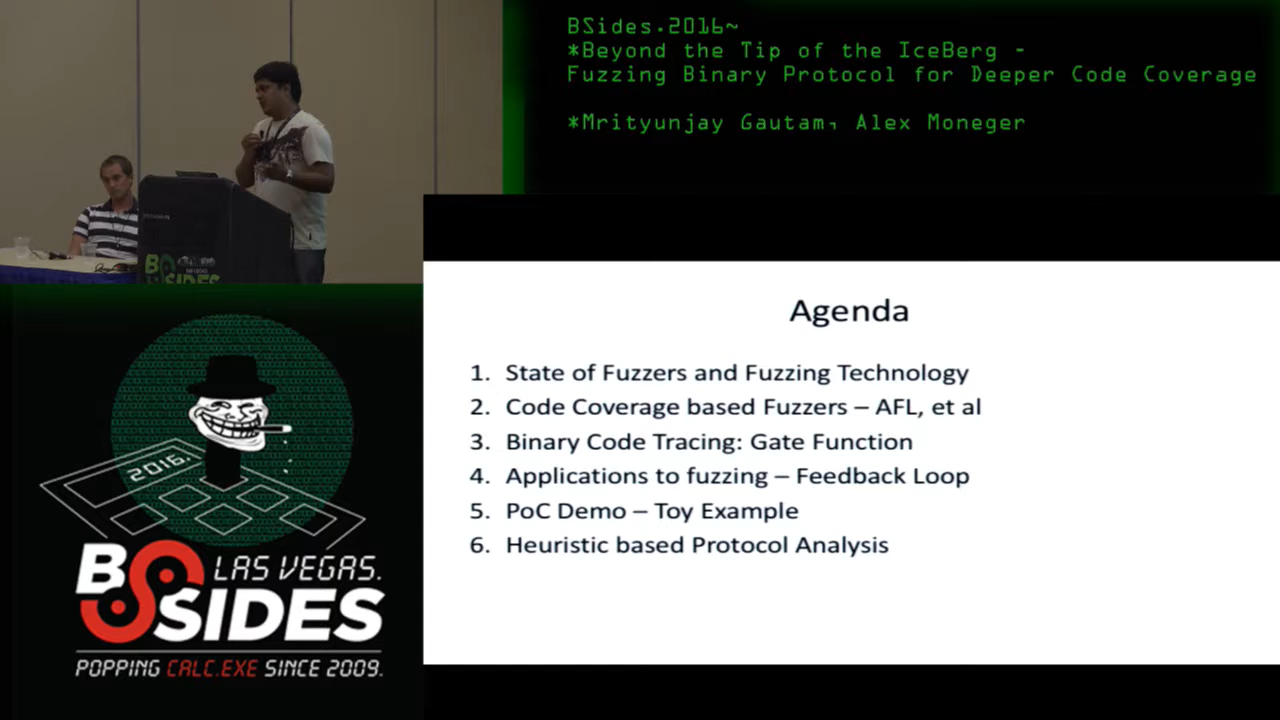 BSides.2016~
*Beyond the Tip of the IceBerg -
Fuzzing Binary Protocol for Deeper Code Coverage
*Mrityunjay Gautam, Alex Moneger
BSIDES
Agenda
1. State of Fuzzers and Fuzzing Technology
2. Code Coverage based Fuzzers – AFL, et al
3. Binary Code Tracing: Gate Function
4. Applications to fuzzing – Feedback Loop
5. PoC Demo – Toy Example
6. Heuristic based Protocol Analysis
2016.
BSIDES
LAS VEGAS.
POPPING CALC.EXE SINCE 2009.